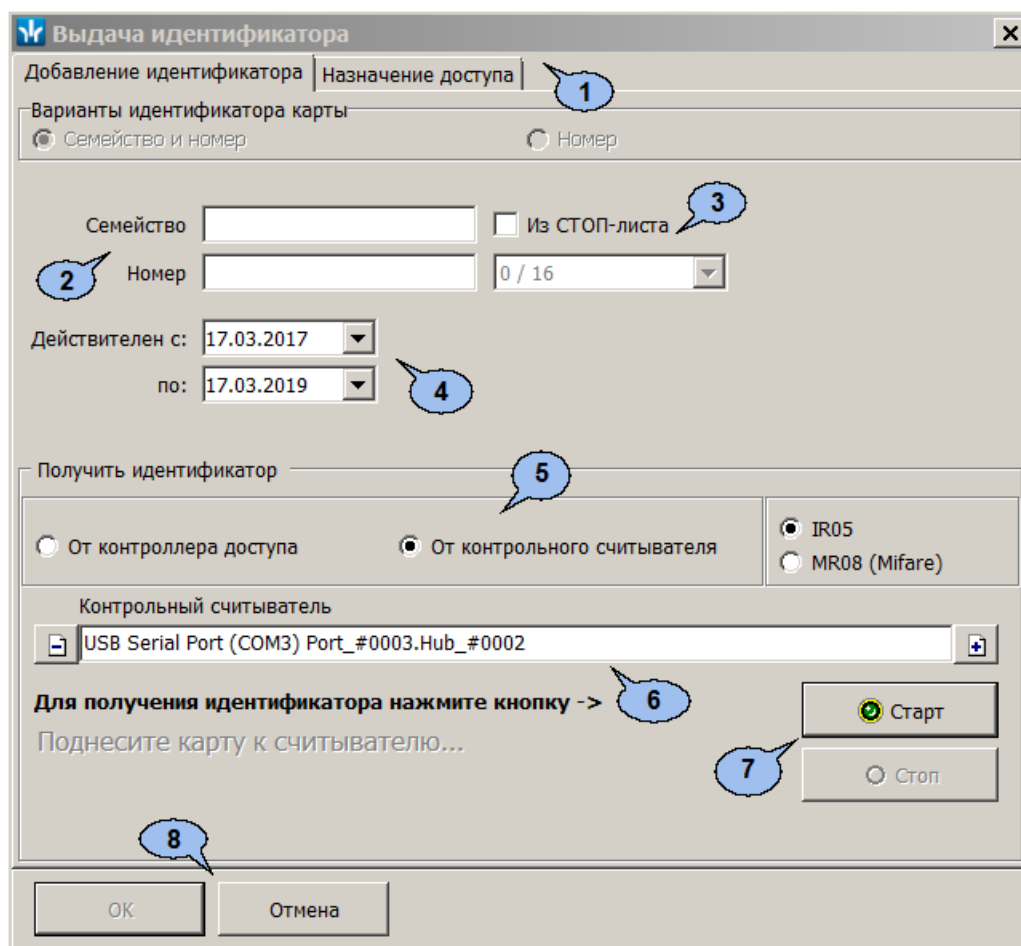 Выдача идентификатора
Добавление идентификатора Назначение доступа 1
Варианты идентификатора карты
Семейство и номер Номер
3
Семейство Из СТОП-листа
2 Номер 0 / 16
Действителен с: 17.03.2017
по: 17.03.2019 4
Получить идентификатор 5
От контроллера доступа От контрольного считывателя IR05
MR08 (Mifare)
Контрольный считыватель
USB Serial Port (COM3) Port_#0003.Hub_#0002
Для получения идентификатора нажмите кнопку -> 6 Старт
Поднесите карту к считывателю...
7 Стоп
8
OK Отмена